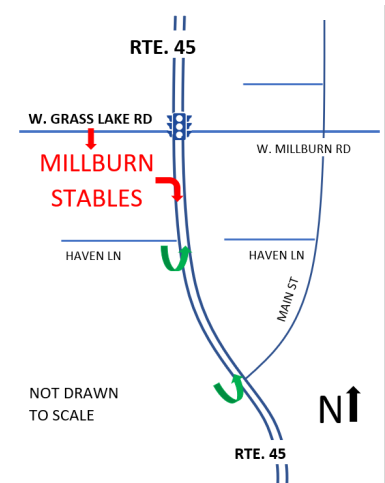 RTE. 45
W. GRASS LAKE RD
W. MILLBURN RD
MILLBURN
STABLES
HAVEN LN
HAVEN LN
MAIN ST
NOT DRAWN
TO SCALE
N
RTE. 45